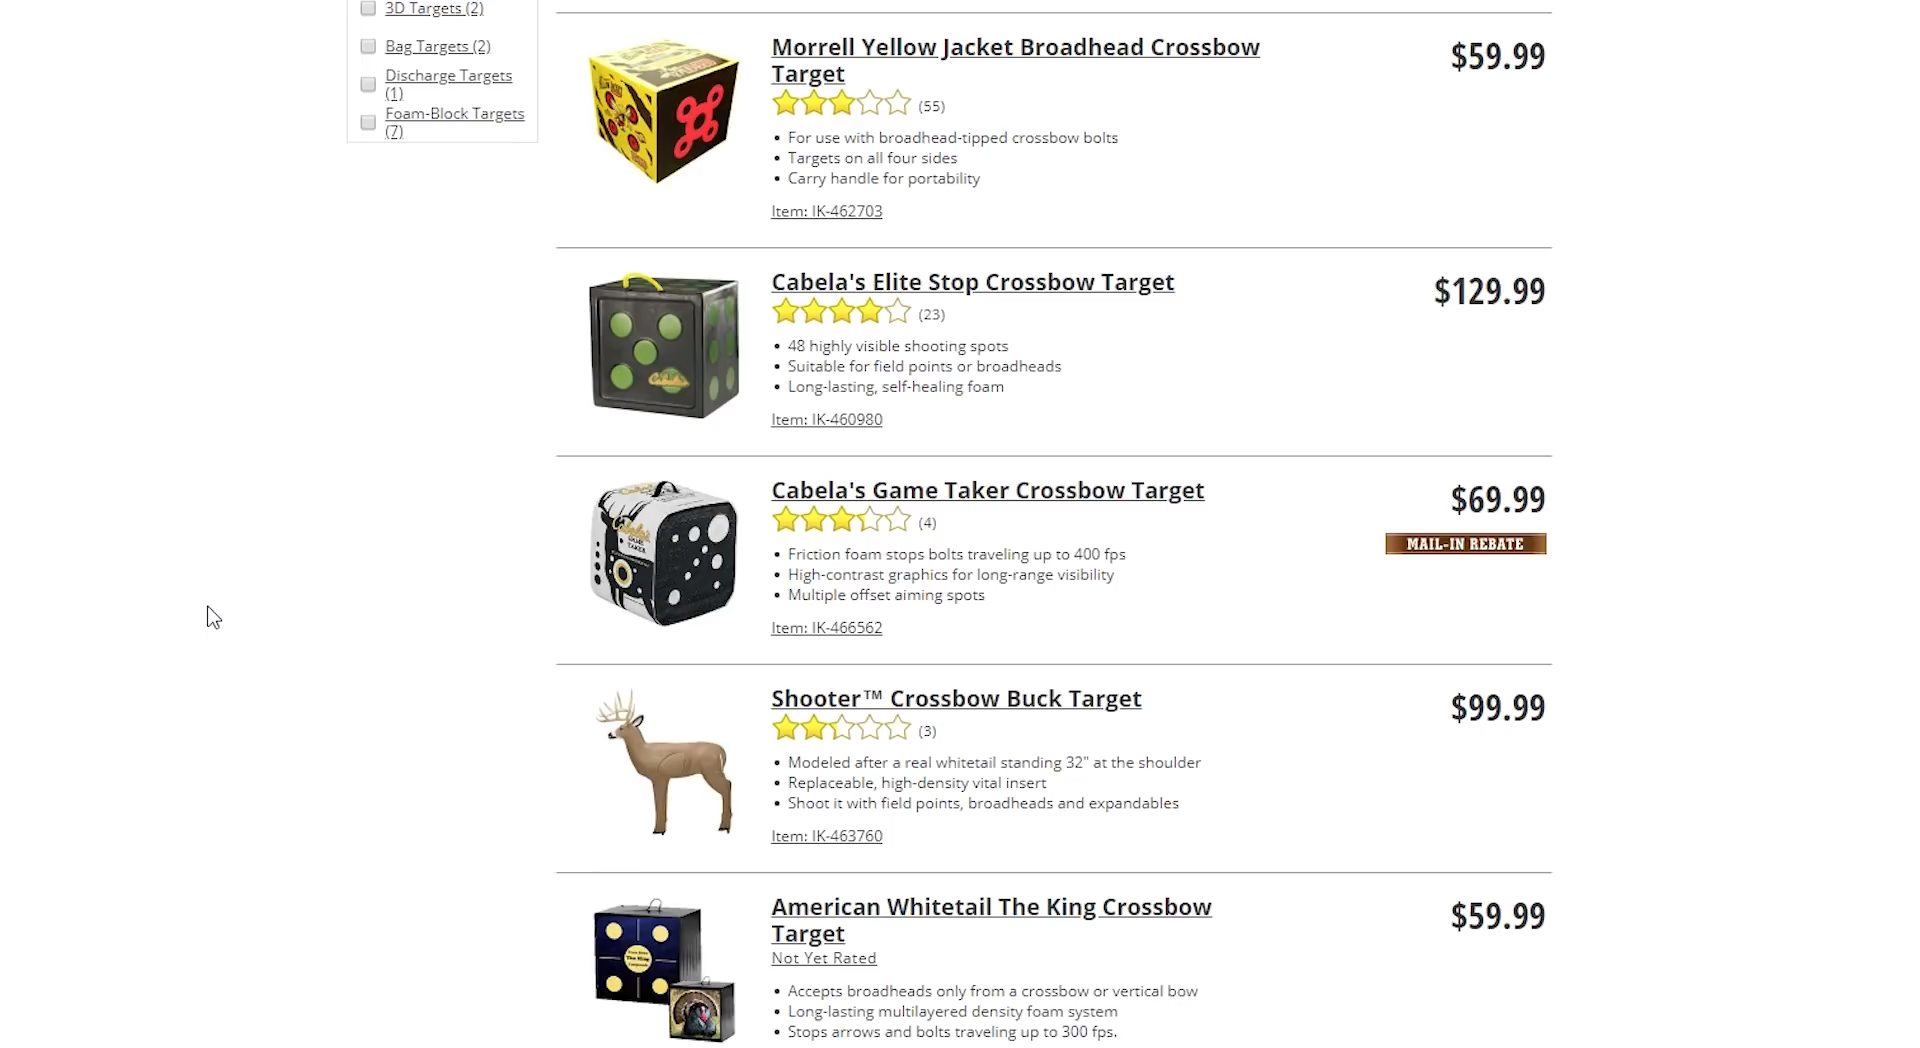 3D Targets (2)
Bag Targets (2)
Discharge Targets
(1)
Foam-Block Targets
(7)
Morrell Yellow Jacket Broadhead Crossbow
Target
$59.99
(55)
• For use with broadhead-tipped crossbow bolts
• Targets on all four sides
• Carry handle for portability
Item: IK-462703
Cabela's Elite Stop Crossbow Target
$129.99
(23)
• 48 highly visible shooting spots
• Suitable for field points or broadheads
• Long-lasting, self-healing foam
Item: IK-460980
Cabela's
Cabela's Game Taker Crossbow Target
$69.99
(4)
MAIL-IN REBATE
• Friction foam stops bolts traveling up to 400 fps
• High-contrast graphics for long-range visibility
• Multiple offset aiming spots
Item: IK-466562
Cabela's
GAME
TAKER
Shooter™ Crossbow Buck Target
$99.99
(3)
• Modeled after a real whitetail standing 32" at the shoulder
• Replaceable, high-density vital insert
• Shoot it with field points, broadheads and expandables
Item: IK-463760
American Whitetail The King Crossbow
Target
$59.99
Not Yet Rated
• Accepts broadheads only from a crossbow or vertical bow
• Long-lasting multilayered density foam system
• Stops arrows and bolts traveling up to 300 fps.
The King